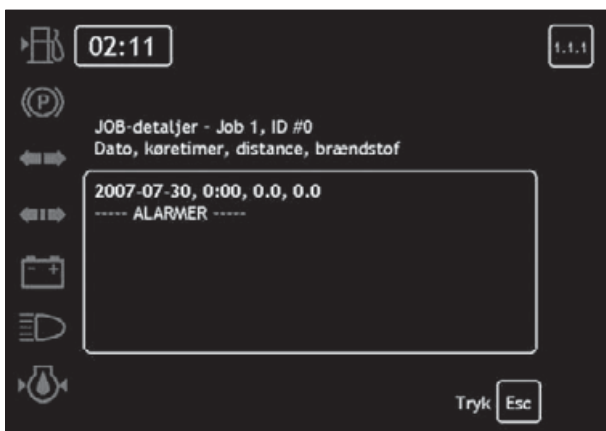 02:11
1.1.1
JOB-detaljer - Job 1, ID #0
Dato, køretimer, distance, brændstof
2007-07-30, 0:00, 0.0, 0.0
----- ALARMER -----
Tryk Esc